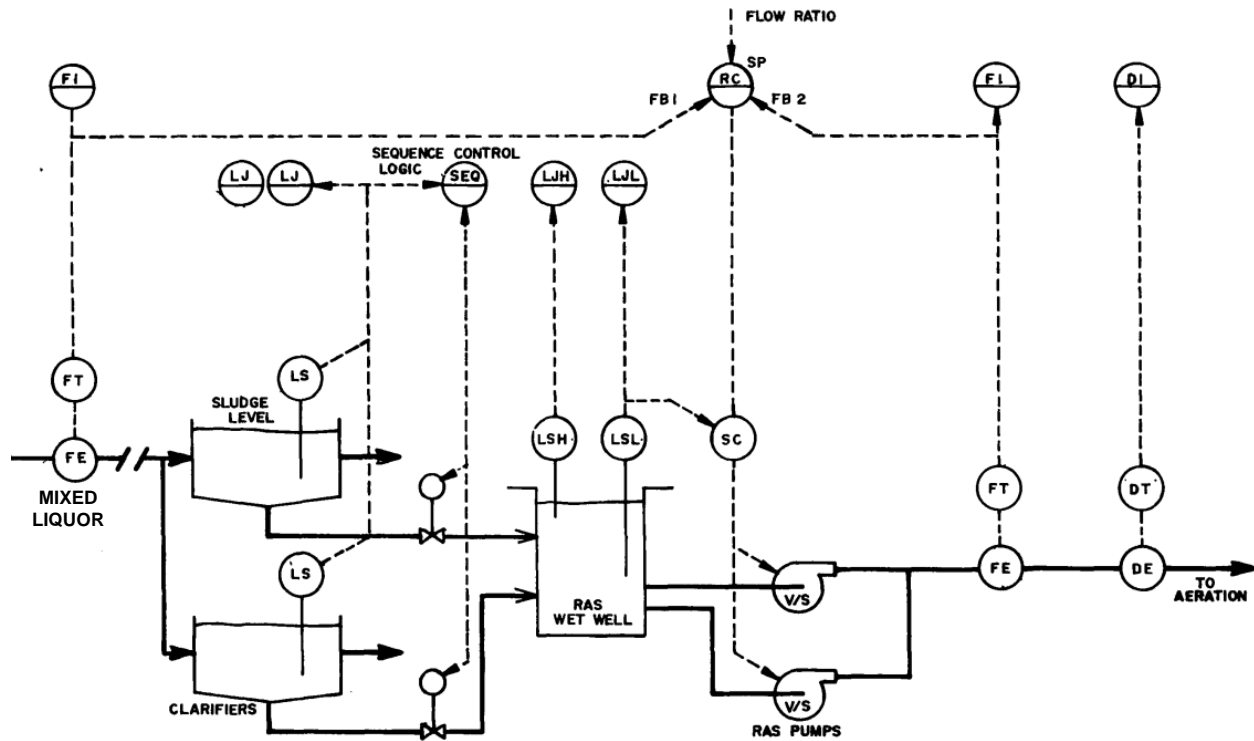 FLOW RATIO
SP
FI
RC
FI
DI
FB1
FB2
SEQUENCE CONTROL
LOGIC
LJ
LJ
SEQ
LJH
LJL
FT
LS
SLUDGE
LEVEL
FE
LSH
LSL
SC
MIXED
LIQUOR
FT
DT
LS
V/S
FE
DE
TO
AERATION
RAS
WET WELL
CLARIFIERS
V/S
RAS PUMPS